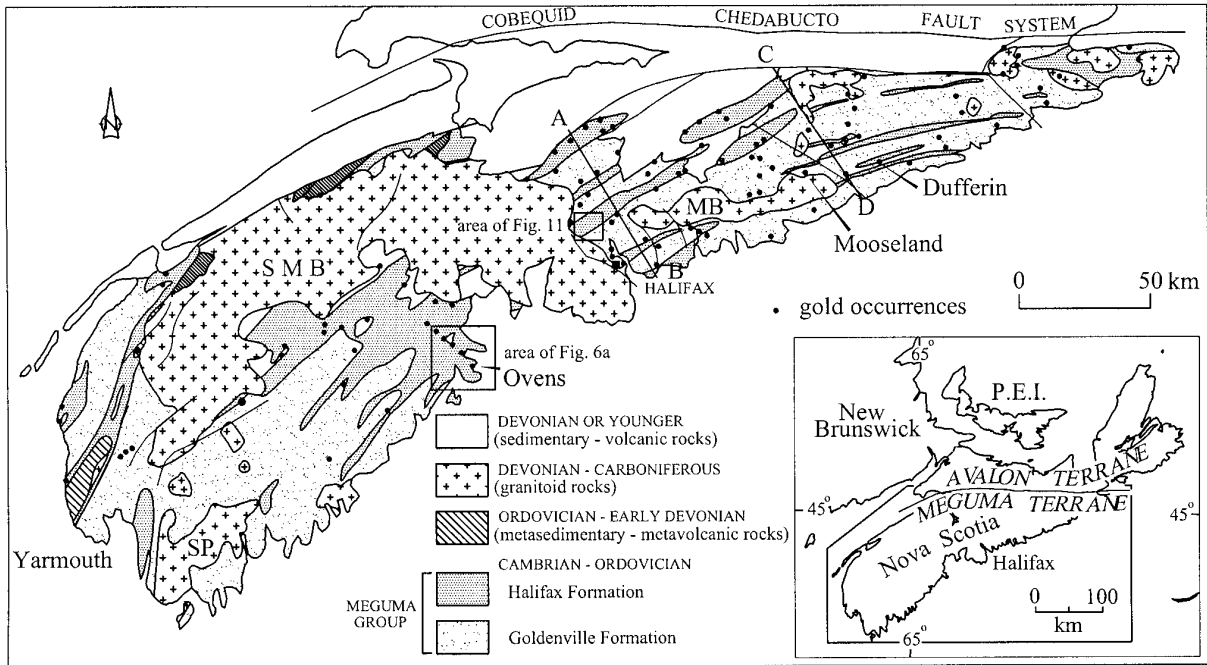 COBEQUID CHEDABUCTO FAULT SYSTEM
C
A
area of Fig. 11
MB
Dufferin
D
Mooseland
SMB
B
HALIFAX
0 50 km
• gold occurrences
area of Fig. 6a
Ovens
Yarmouth
SP
DEVONIAN OR YOUNGER
(sedimentary - volcanic rocks)
DEVONIAN - CARBONIFEROUS
(granitoid rocks)
ORDOVICIAN - EARLY DEVONIAN
(metasedimentary - metavolcanic rocks)
CAMBRIAN - ORDOVICIAN
MEGUMA
GROUP
Halifax Formation
Goldenville Formation
65°
P.E.I.
New
Brunswick
AVALON TERRANE
MEGUMA TERRANE
45°
45°
Nova Scotia
Halifax
0 100
km
65°